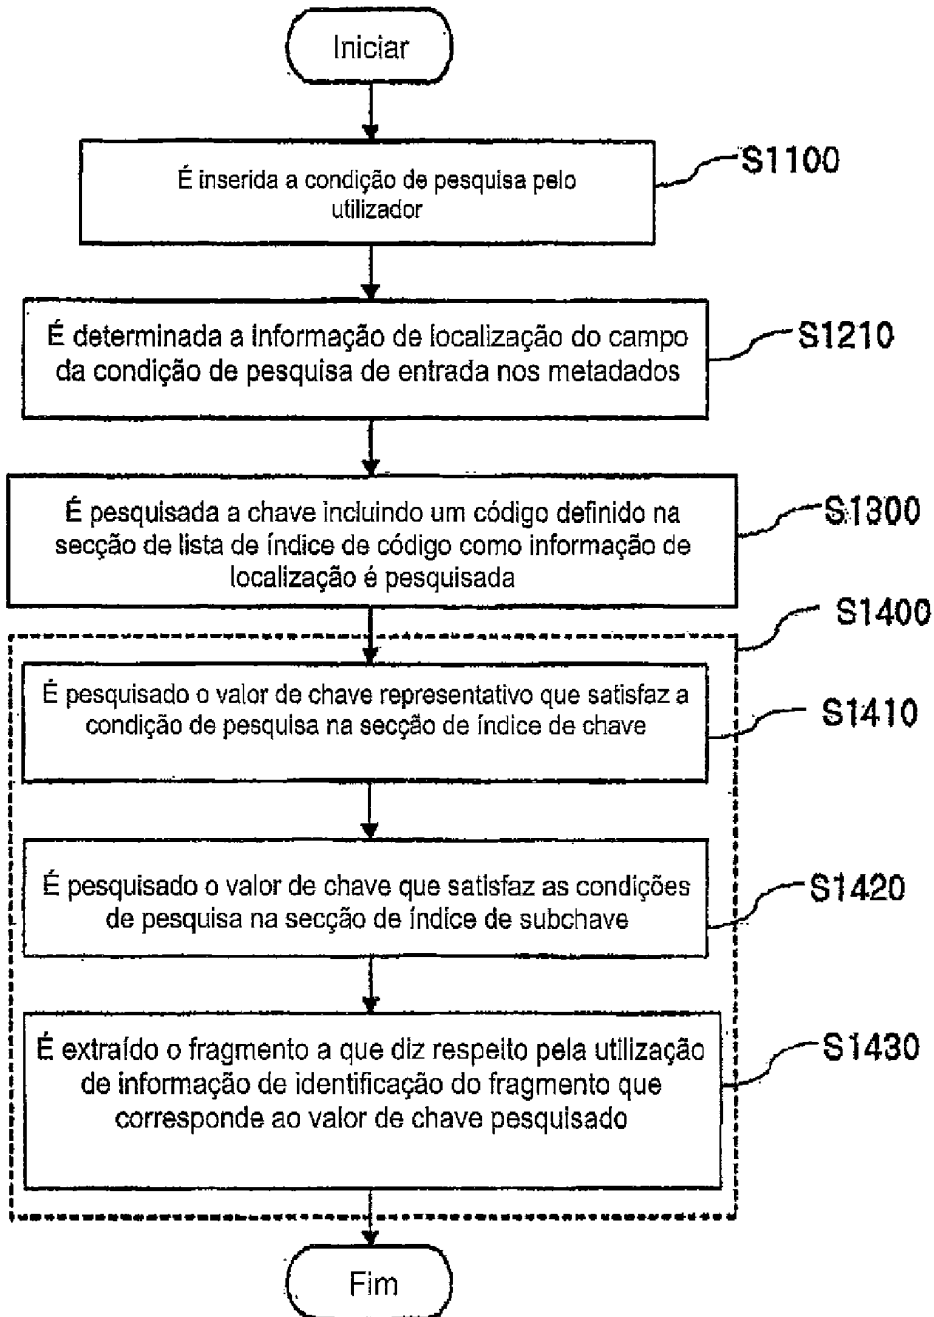 Iniciar
É inserida a condição de pesquisa pelo
utilizador
S1100
É determinada a informação de localização do campo
da condição de pesquisa de entrada nos metadados
S1210
É pesquisada a chave incluindo um código definido na
secção de lista de índice de código como informação de
localização é pesquisada
S1300
S1400
É pesquisado o valor de chave representativo que satisfaz a
condição de pesquisa na secção de índice de chave
S1410
É pesquisado o valor de chave que satisfaz as condições
de pesquisa na secção de índice de subchave
S1420
É extraído o fragmento a que diz respeito pela utilização
de informação de identificação do fragmento que
corresponde ao valor de chave pesquisado
S1430
Fim